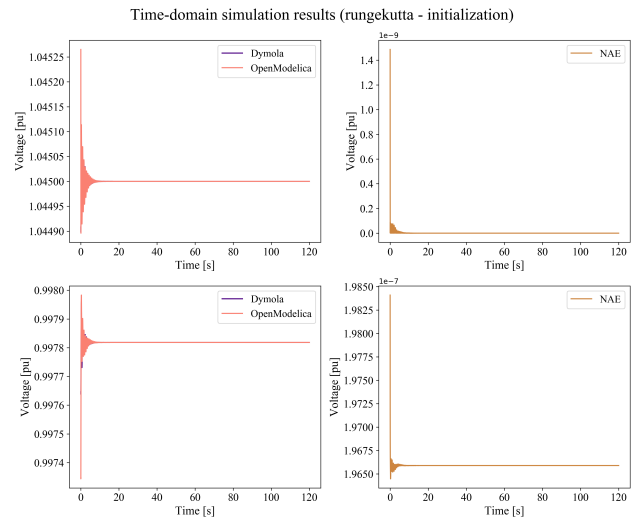 Time-domain simulation results (rungekutta - initialization)
Voltage [pu]
1.04525
1.04520
1.04515
1.04510
1.04505
1.04500
1.04495
1.04490
Dymola
OpenModelica
0 20 40 60 80 100 120
Time [s]
1e−9
Voltage [pu]
1.4
1.2
0.9
0.8
0.6
0.4
0.2
0.0
NAE
0 20 40 60 80 100 120
Time [s]
Voltage [pu]
0.9980
0.9979
0.9978
0.9977
0.9976
0.9975
0.9974
Dymola
OpenModelica
0 20 40 60 80 100 120
Time [s]
1e−7
Voltage [pu]
1.9850
1.9825
1.9800
1.9775
1.9750
1.9725
1.9700
1.9675
1.9650
NAE
0 20 40 60 80 100 120
Time [s]